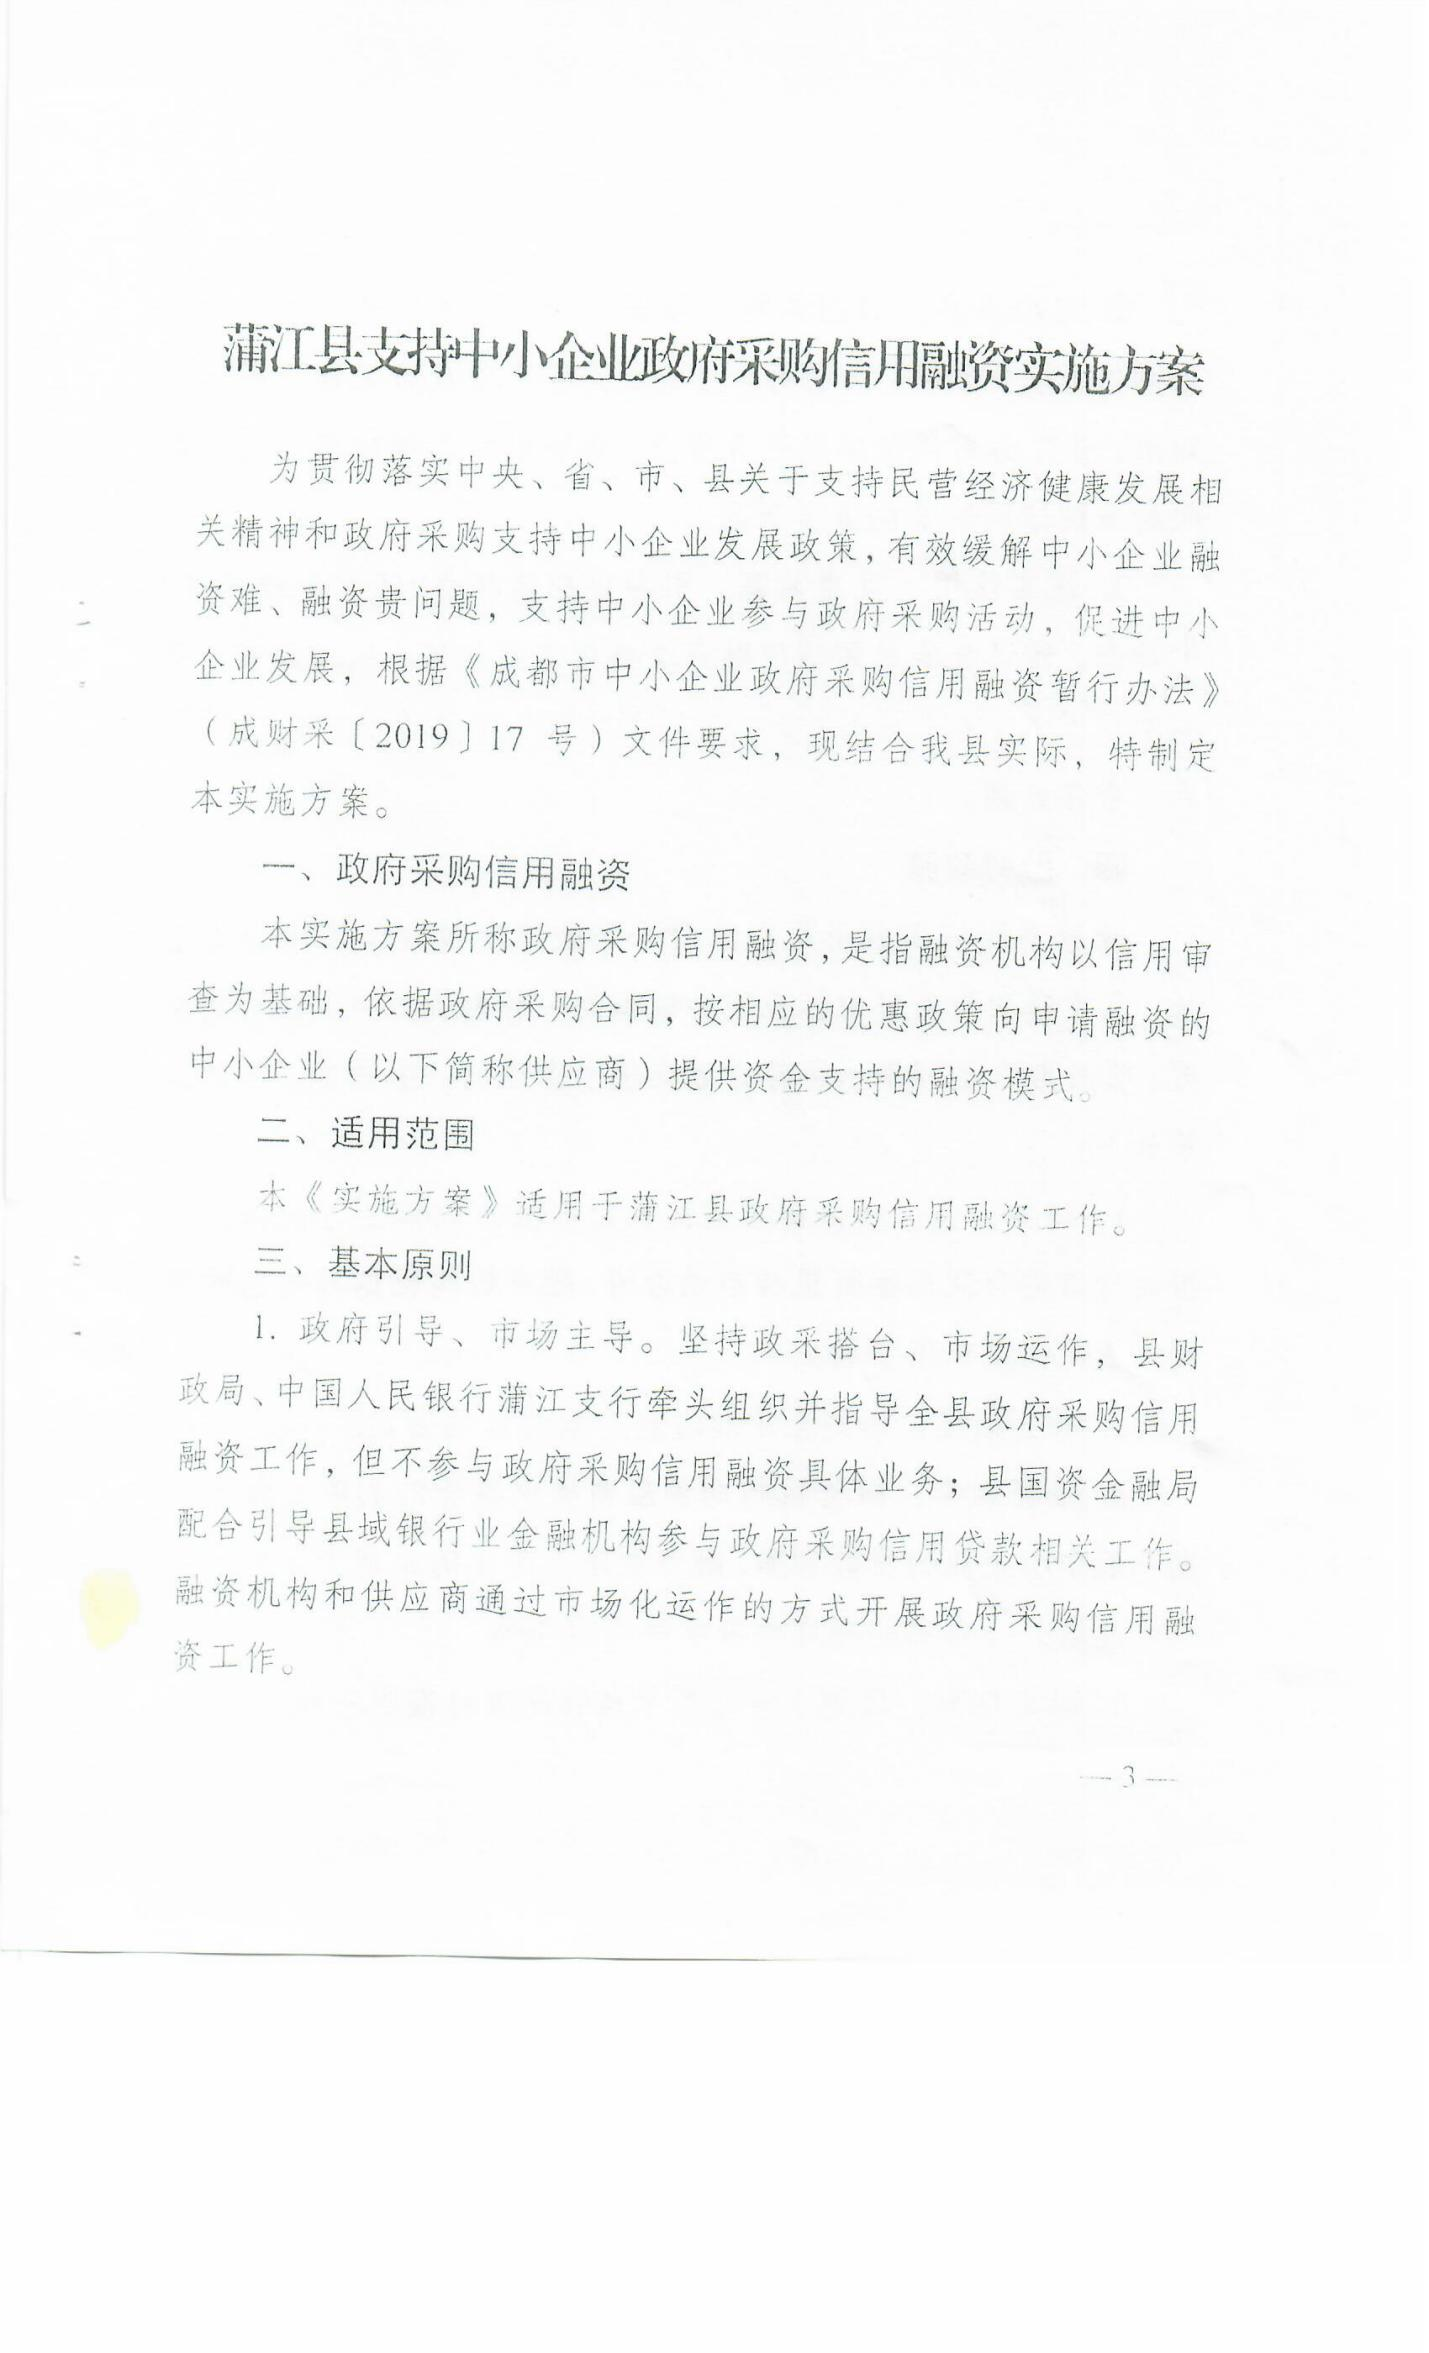 蒲江县支持中小企业政府采购信用融资实施方案
为贯彻落实中央、省、市、县关于支持民营经济健康发展相
关精神和政府采购支持中小企业发展政策,有效缓解中小企业融
资难、融资贵问题，支持中小企业参与政府采购活动，促进中小
企业发展，根据《成都市中小企业政府采购信用融资暂行办法》
（成财采〔2019〕17 号）文件要求，现结合我县实际，特制定
本实施方案。
一、政府采购信用融资
本实施方案所称政府采购信用融资,是指融资机构以信用审
查为基础，依据政府采购合同，按相应的优惠政策向申请融资的
中小企业（以下简称供应商）提供资金支持的融资模式。
二、适用范围
本《实施方案》适用于蒲江县政府采购信用融资工作。
三、基本原则
1. 政府引导、市场主导。坚持政采搭台、市场运作，县财
政局、中国人民银行蒲江支行牵头组织并指导全县政府采购信用
融资工作，但不参与政府采购信用融资具体业务；县国资金融局
配合引导县域银行业金融机构参与政府采购信用贷款相关工作。
融资机构和供应商通过市场化运作的方式开展政府采购信用融
资工作。
— 3 —